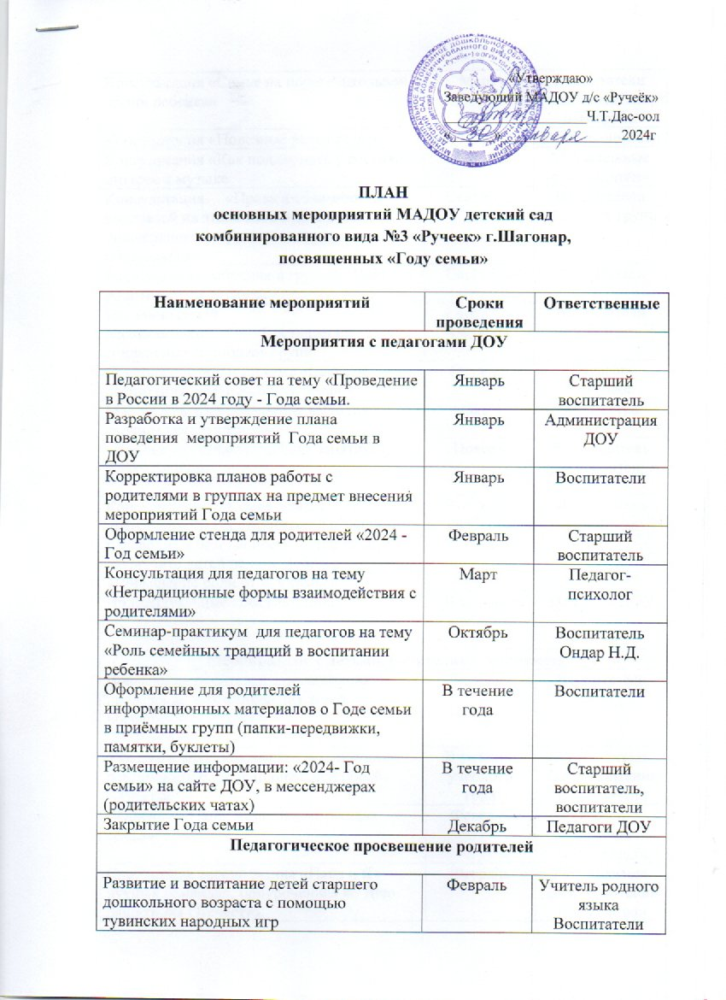 «Утверждаю»
Заведующий МАДОУ д/с «Ручеёк»
Ч.Т.Дас-оол
« 30 » января 2024г
ПЛАН
основных мероприятий МАДОУ детский сад
комбинированного вида №3 «Ручеек» г.Шагонар,
посвященных «Году семьи»
Наименование мероприятий Сроки Ответственные
проведения
Мероприятия с педагогами ДОУ
Педагогический совет на тему «Проведение Январь Старший
в России в 2024 году - Года семьи. воспитатель
Разработка и утверждение плана Январь Администрация
поведения мероприятий Года семьи в ДОУ
ДОУ
Корректировка планов работы с Январь Воспитатели
родителями в группах на предмет внесения
мероприятий Года семьи
Оформление стенда для родителей «2024 - Февраль Старший
Год семьи» воспитатель
Консультация для педагогов на тему Март Педагог-
«Нетрадиционные формы взаимодействия с психолог
родителями»
Семинар-практикум для педагогов на тему Октябрь Воспитатель
«Роль семейных традиций в воспитании Ондар Н.Д.
ребенка»
Оформление для родителей В течение Воспитатели
информационных материалов о Годе семьи года
в приёмных групп (папки-передвижки,
памятки, буклеты)
Размещение информации: «2024- Год В течение Старший
семьи» на сайте ДОУ, в мессенджерах года воспитатель,
(родительских чатах) воспитатели
Закрытие Года семьи Декабрь Педагоги ДОУ
Педагогическое просвещение родителей
Развитие и воспитание детей старшего Февраль Учитель родного
дошкольного возраста с помощью языка
тувинских народных игр Воспитатели